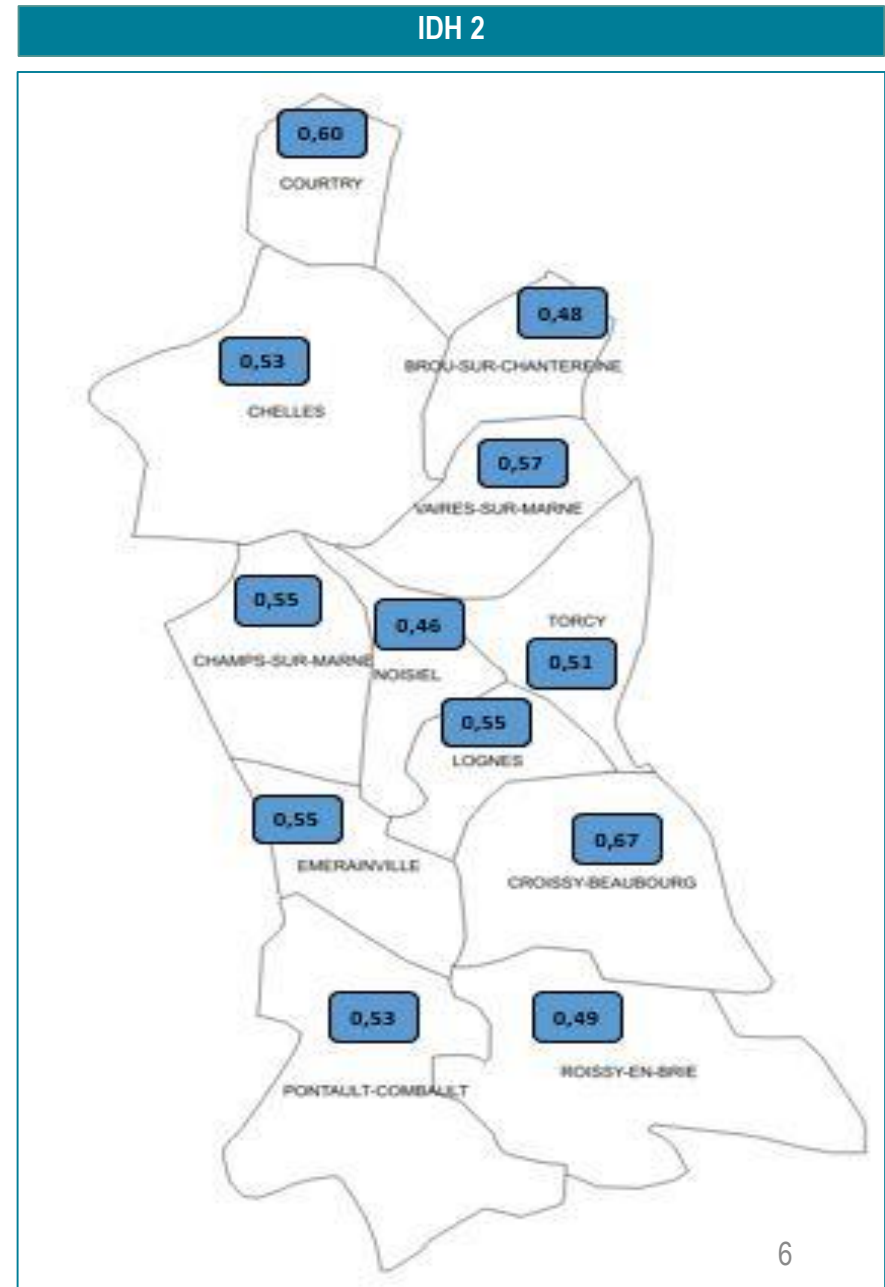 IDH 2
0,60
COURTRY
0,48
BROU-SUR-CHANTEREINE
0,53
CHELLES
0,57
VAIRES-SUR-MARNE
0,55
CHAMPS-SUR-MARNE
0,46
NOISIEL
TORCY
0,51
0,55
LOGNES
0,55
EMERAINVILLE
0,67
CROISSY-BEAUBOURG
0,53
PONTAULT-COMBAULT
0,49
ROISSY-EN-BRIE
6